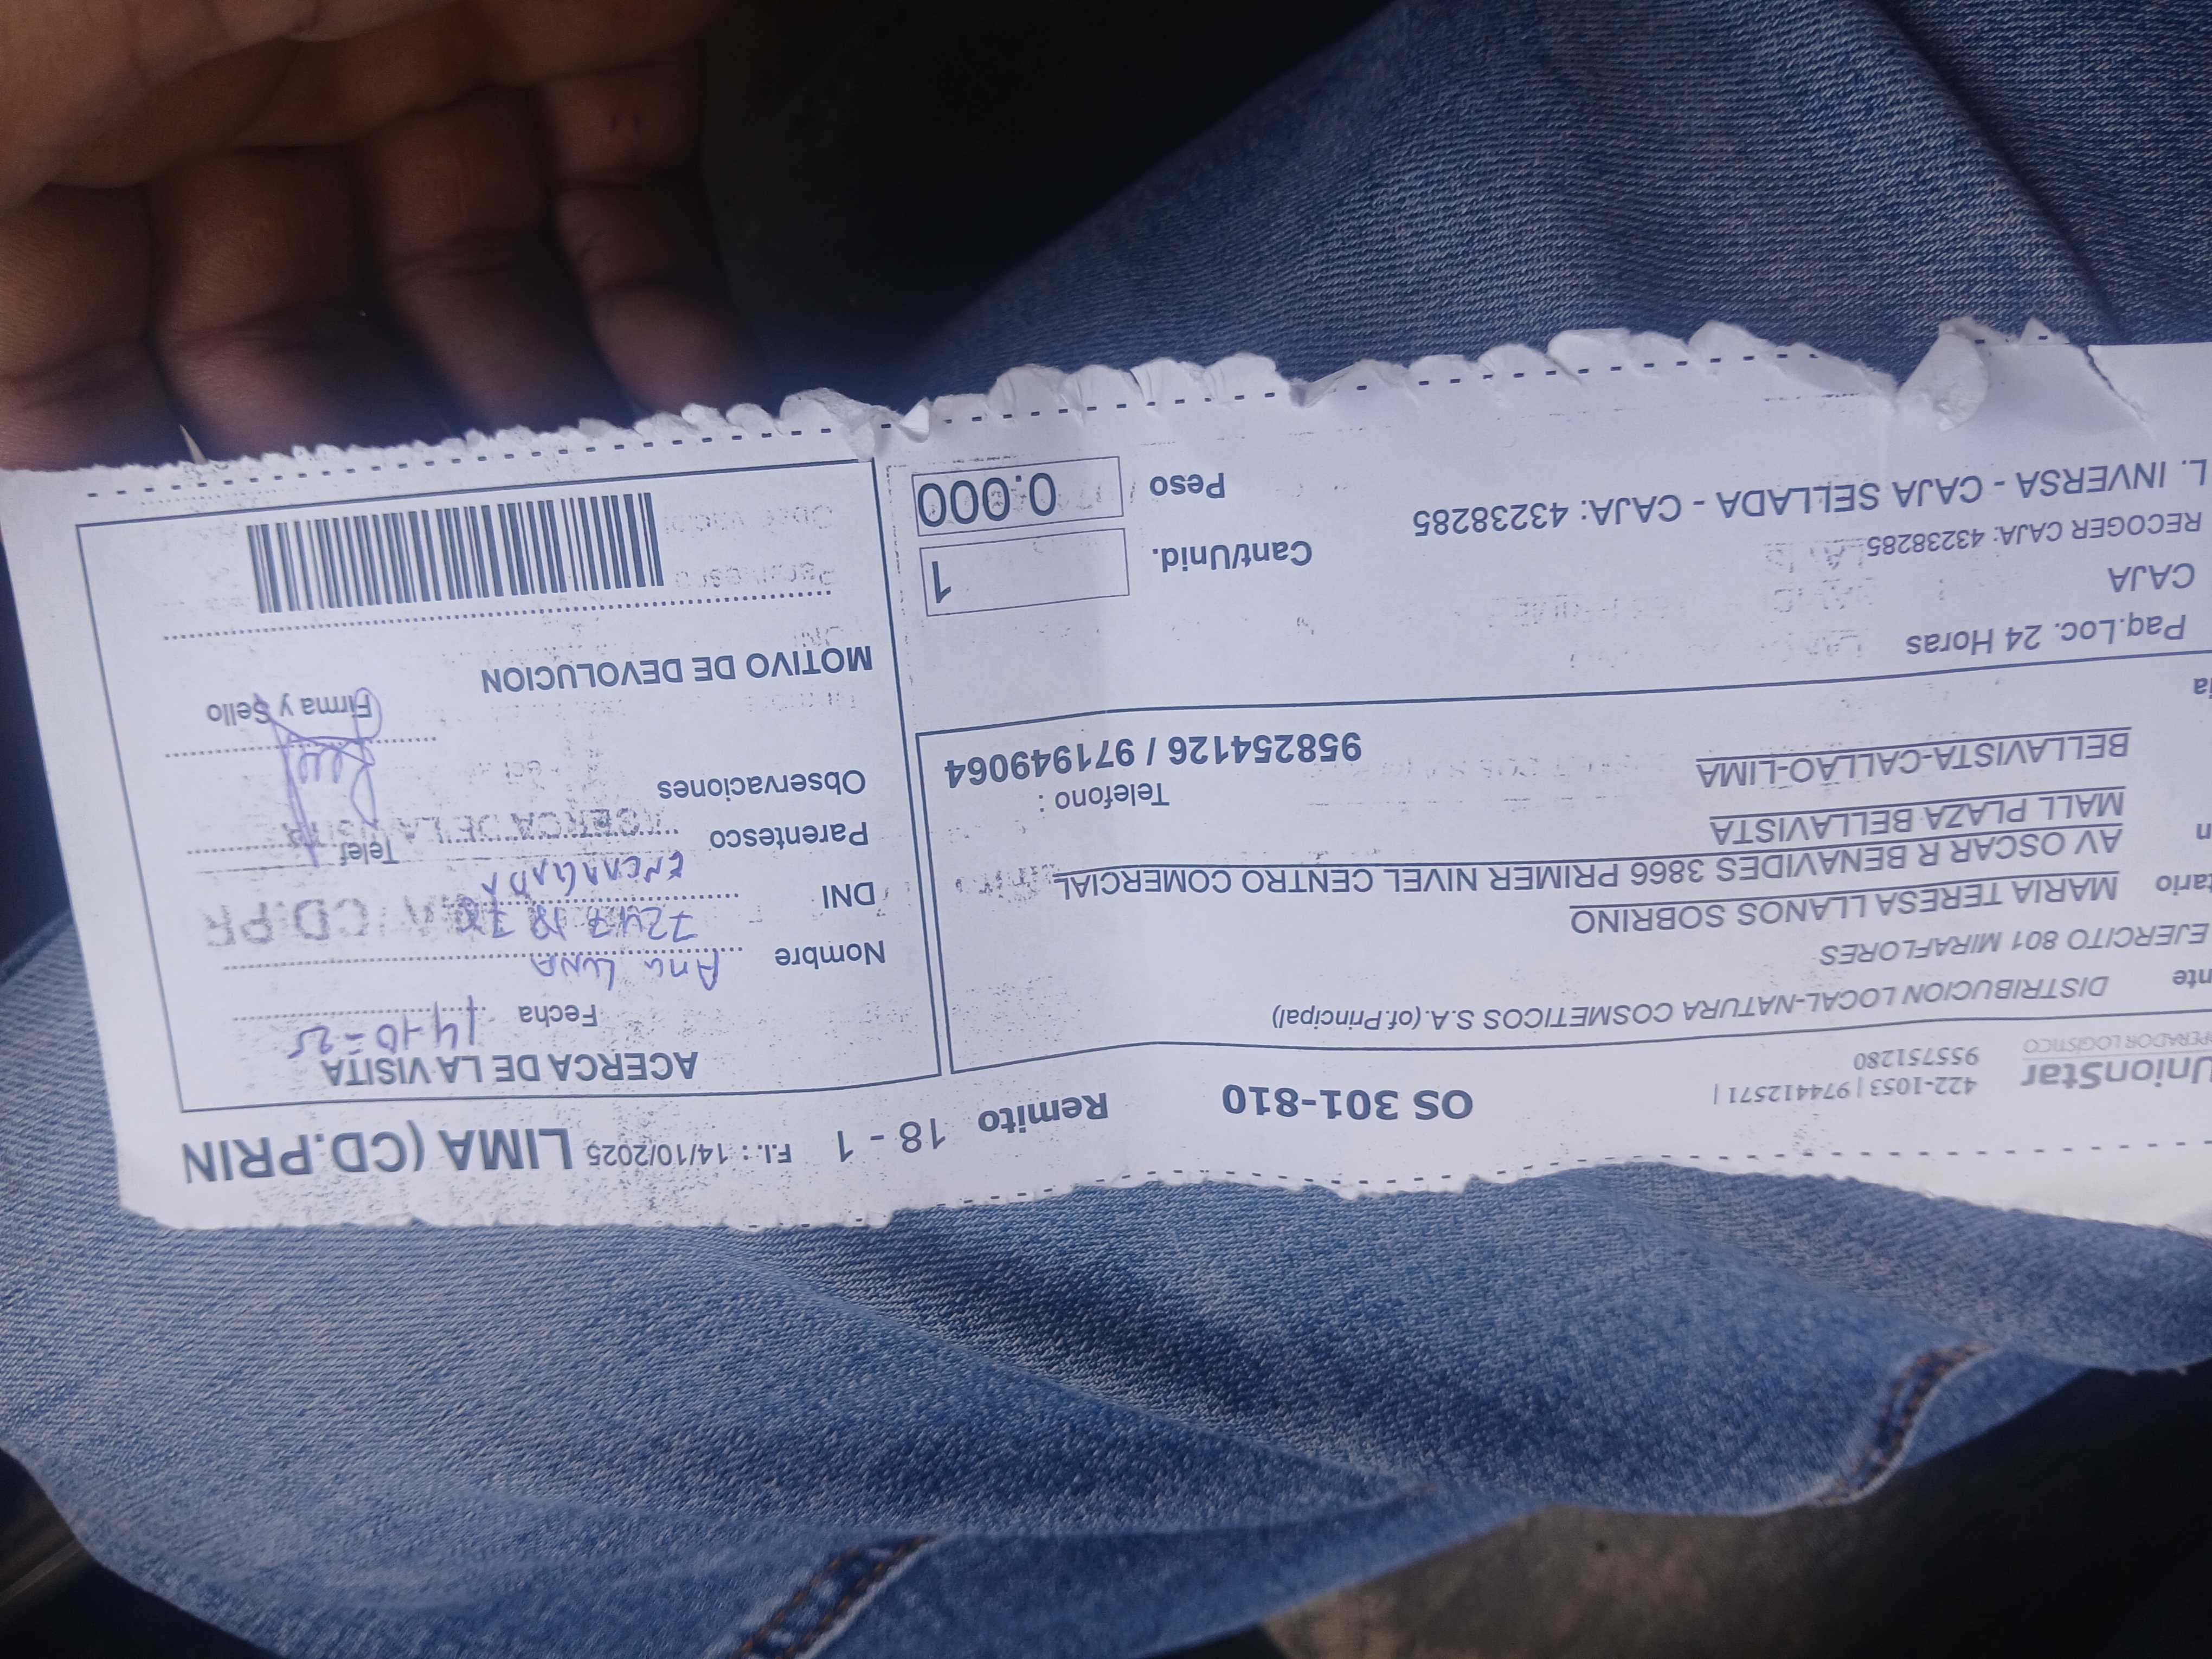 UnionStar
PERADOR LOGÍSTICO
422-1053 | 974412571 |
955751280
OS 301-810
Remito 18 - 1
F.I. : 14/10/2025 LIMA (CD.PRIN
nte DISTRIBUCION LOCAL-NATURA COSMETICOS S.A. (of.Principal)
EJERCITO 801 MIRAFLORES
tario MARIA TERESA LLANOS SOBRINO
n AV OSCAR R BENAVIDES 3866 PRIMER NIVEL CENTRO COMERCIAL
MALL PLAZA BELLAVISTA
Telefono :
BELLAVISTA-CALLAO-LIMA
958254126 / 971949064
ia
Paq.Loc. 24 Horas
CAJA
RECOGER CAJA: 43238285
L. INVERSA - CAJA SELLADA - CAJA: 43238285
Cant/Unid. 1
Peso 0.000
ACERCA DE LA VISITA
Fecha 14-10-25
Nombre Ana Luna
DNI
Parentesco ENCARGADA
Telef
Observaciones
Firma y Sello
MOTIVO DE DEVOLUCION